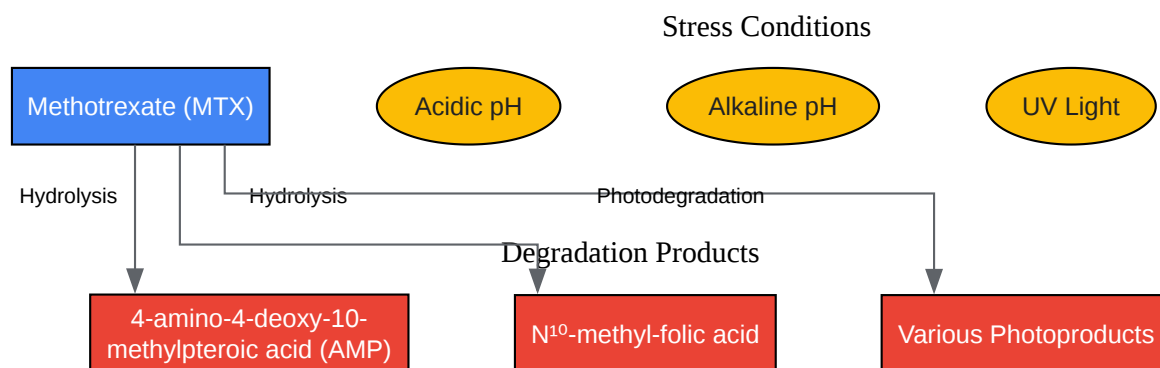 Stress Conditions
Methotrexate (MTX)
Acidic pH
Alkaline pH
UV Light
Hydrolysis
Hydrolysis
Photodegradation
Degradation Products
4-amino-4-deoxy-10-
methylpteroic acid (AMP)
N¹⁰-methyl-folic acid
Various Photoproducts